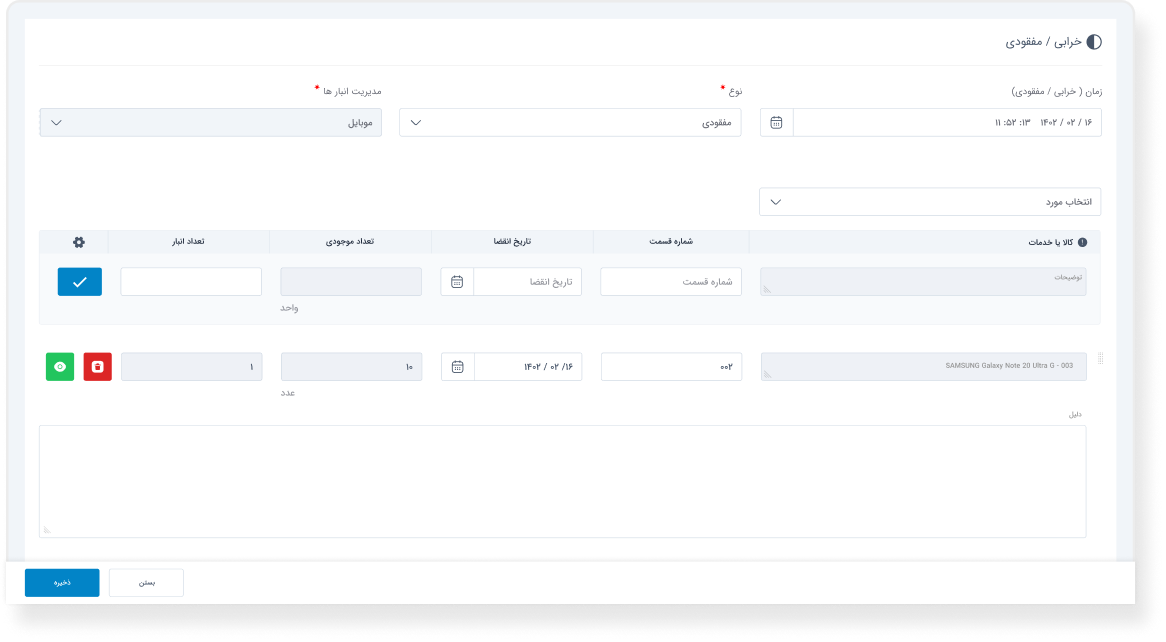 خرابی / مفقودی
زمان ( خرابی / مفقودی)
نوع *
مدیریت انبار ها *
۱۴۰۲ / ۰۲ / ۱۶ ۱۱ :۵۲ :۱۳
مفقودی
موبایل
انتخاب مورد
کالا یا خدمات
شماره قسمت
تاریخ انقضا
تعداد موجودی
تعداد انبار
توضیحات
شماره قسمت
تاریخ انقضا
واحد
SAMSUNG Galaxy Note 20 Ultra G - 003
۰۰۲
۱۴۰۲ / ۰۲ /۱۶
۱۰
۱
عدد
دلیل
بستن
ذخیره